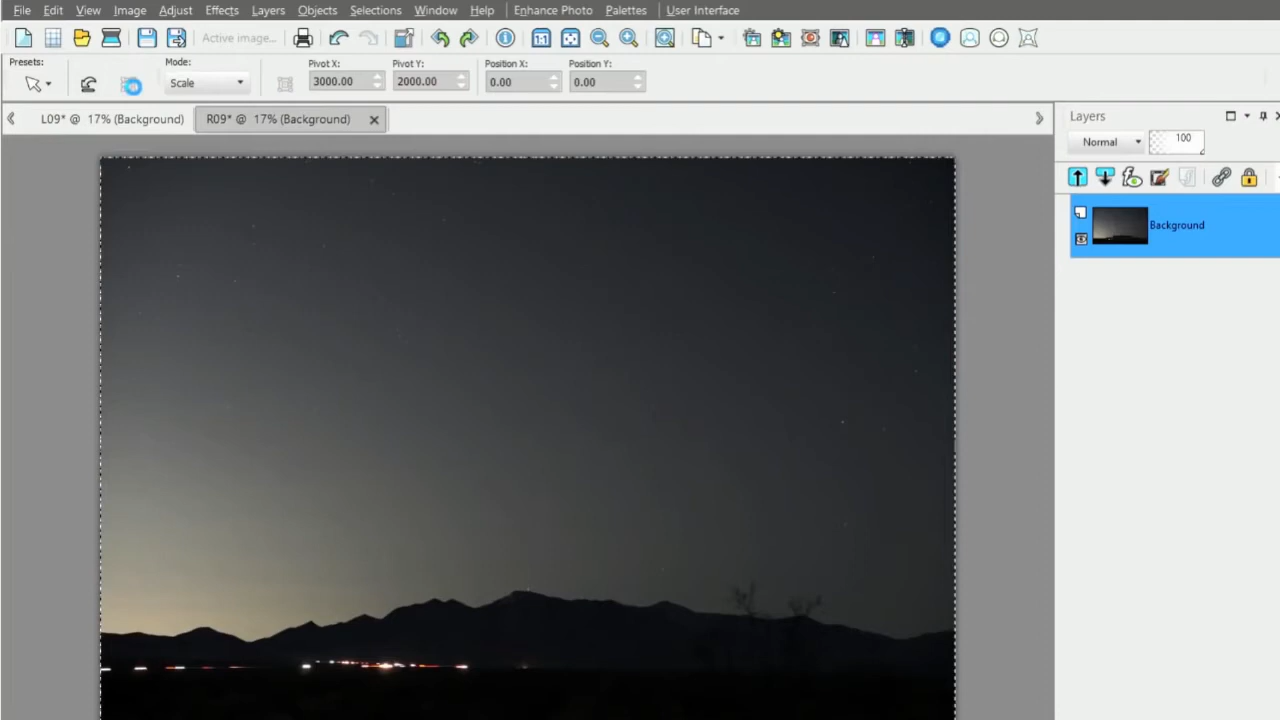 File Edit View Image Adjust Effects Layers Objects Selections Window Help Enhance Photo Palettes User Interface
Active image...
Presets: Mode: Pivot X: Pivot Y: Position X: Position Y:
Scale 3000.00 2000.00 0.00 0.00
L09* @ 17% (Background) R09* @ 17% (Background)
Layers
Normal 100
Background